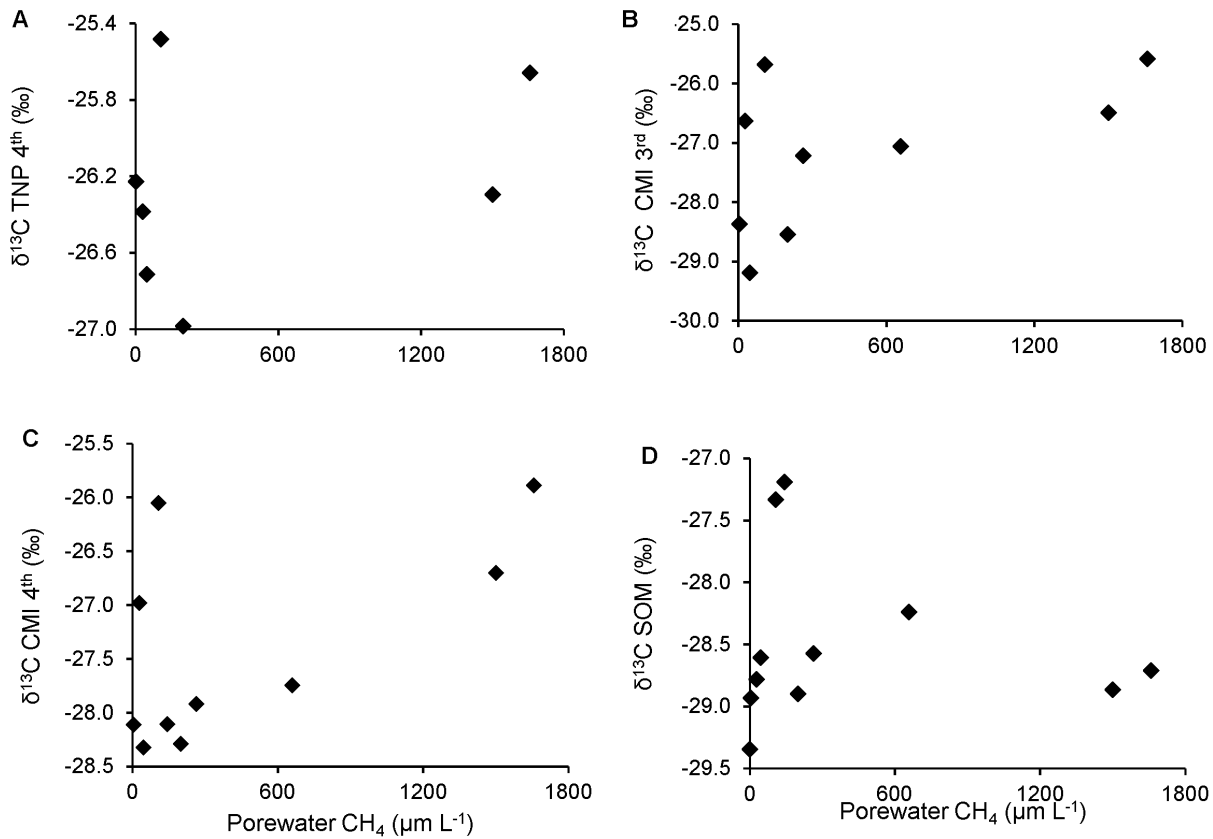 A
δ¹³C TNP 4ᵗʰ (‰)
-25.4
-25.8
-26.2
-26.6
-27.0
0 600 1200 1800
B
δ¹³C CMI 3ʳᵈ (‰)
-25.0
-26.0
-27.0
-28.0
-29.0
-30.0
0 600 1200 1800
C
δ¹³C CMI 4ᵗʰ (‰)
-25.5
-26.0
-26.5
-27.0
-27.5
-28.0
-28.5
0 600 1200 1800
Porewater CH₄ (μm L⁻¹)
D
δ¹³C SOM (‰)
-27.0
-27.5
-28.0
-28.5
-29.0
-29.5
0 600 1200 1800
Porewater CH₄ (μm L⁻¹)